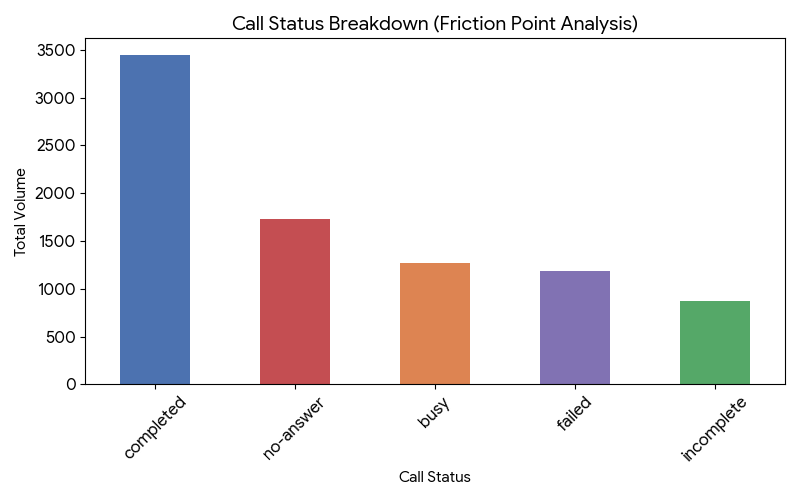 Call Status Breakdown (Friction Point Analysis)
Total Volume
3500
3000
2500
2000
1500
1000
500
0
completed
no-answer
busy
failed
incomplete
Call Status